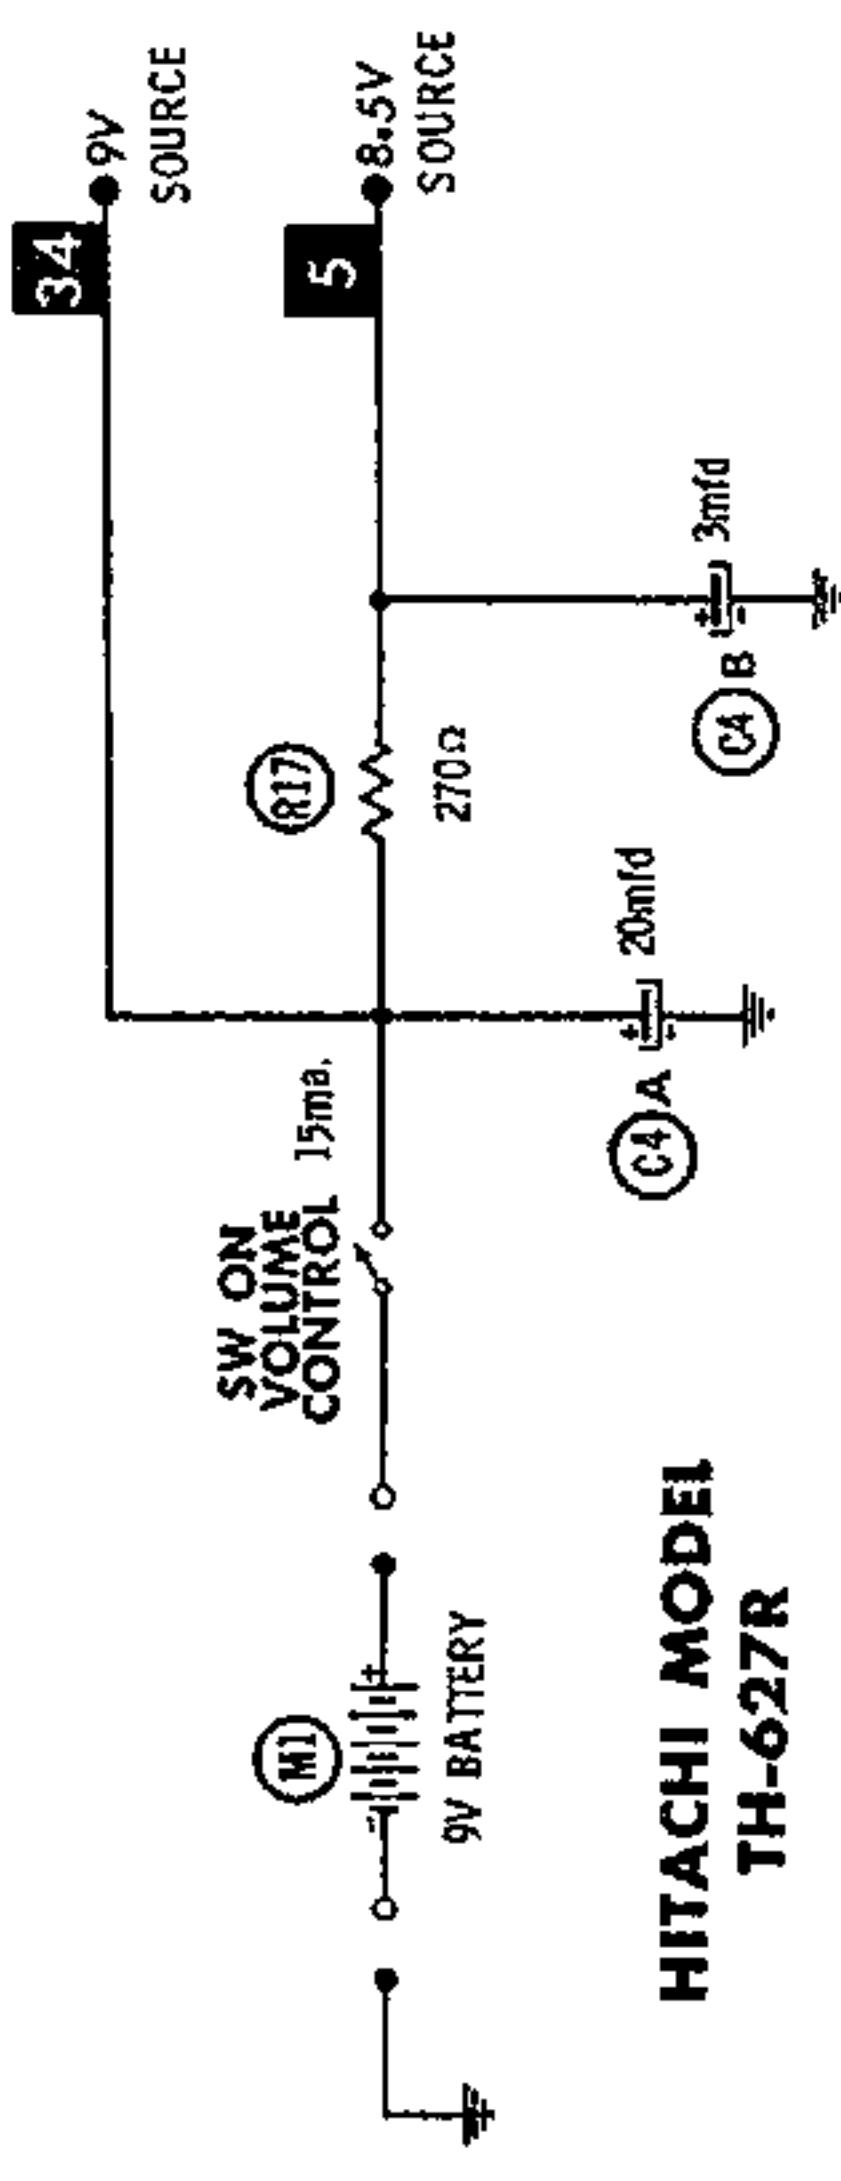 34
9V
SOURCE
5
8.5V
SOURCE
R17
270Ω
SW ON
VOLUME
CONTROL
15ma.
M1
9V BATTERY
C4 A
20mfd
C4 B
3mfd
HITACHI MODEL
TH-627R